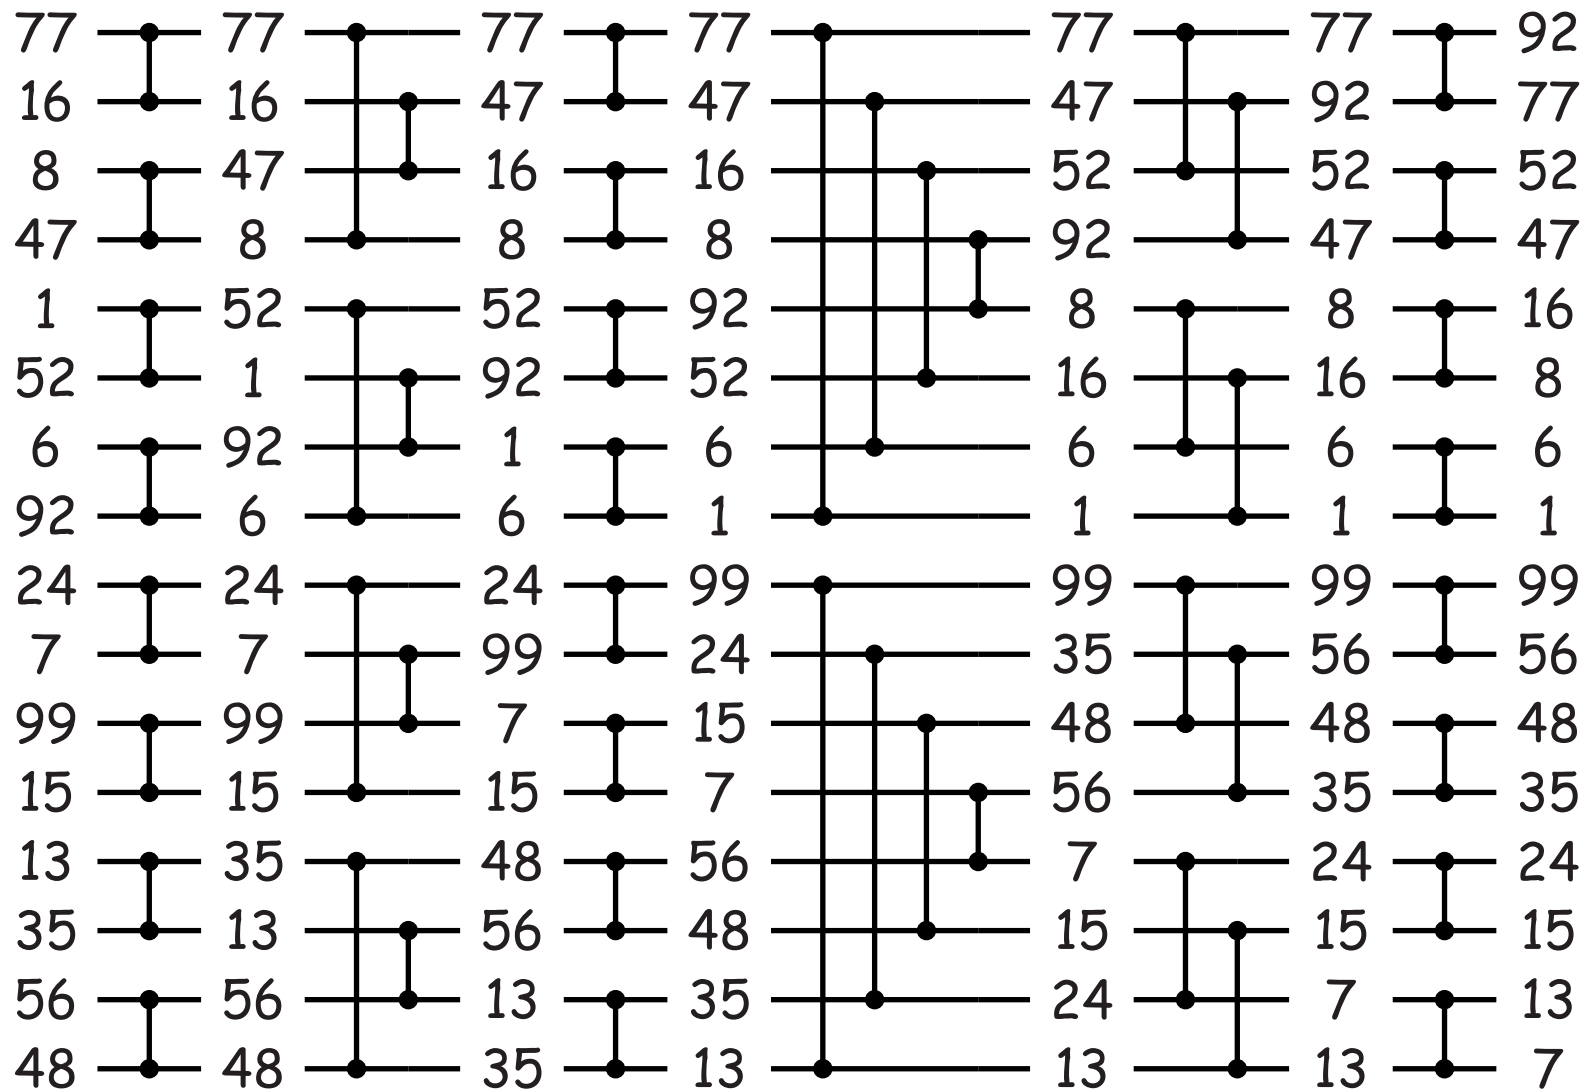 77 77 77 77 77 77 92
16 16 47 47 47 92 77
8 47 16 16 52 52 52
47 8 8 8 92 47 47
1 52 52 92 8 8 16
52 1 92 52 16 16 8
6 92 1 6 6 6 6
92 6 6 1 1 1 1
24 24 24 99 99 99 99
7 7 99 24 35 56 56
99 99 7 15 48 48 48
15 15 15 7 56 35 35
13 35 48 56 7 24 24
35 13 56 48 15 15 15
56 56 13 35 24 7 13
48 48 35 13 13 13 7